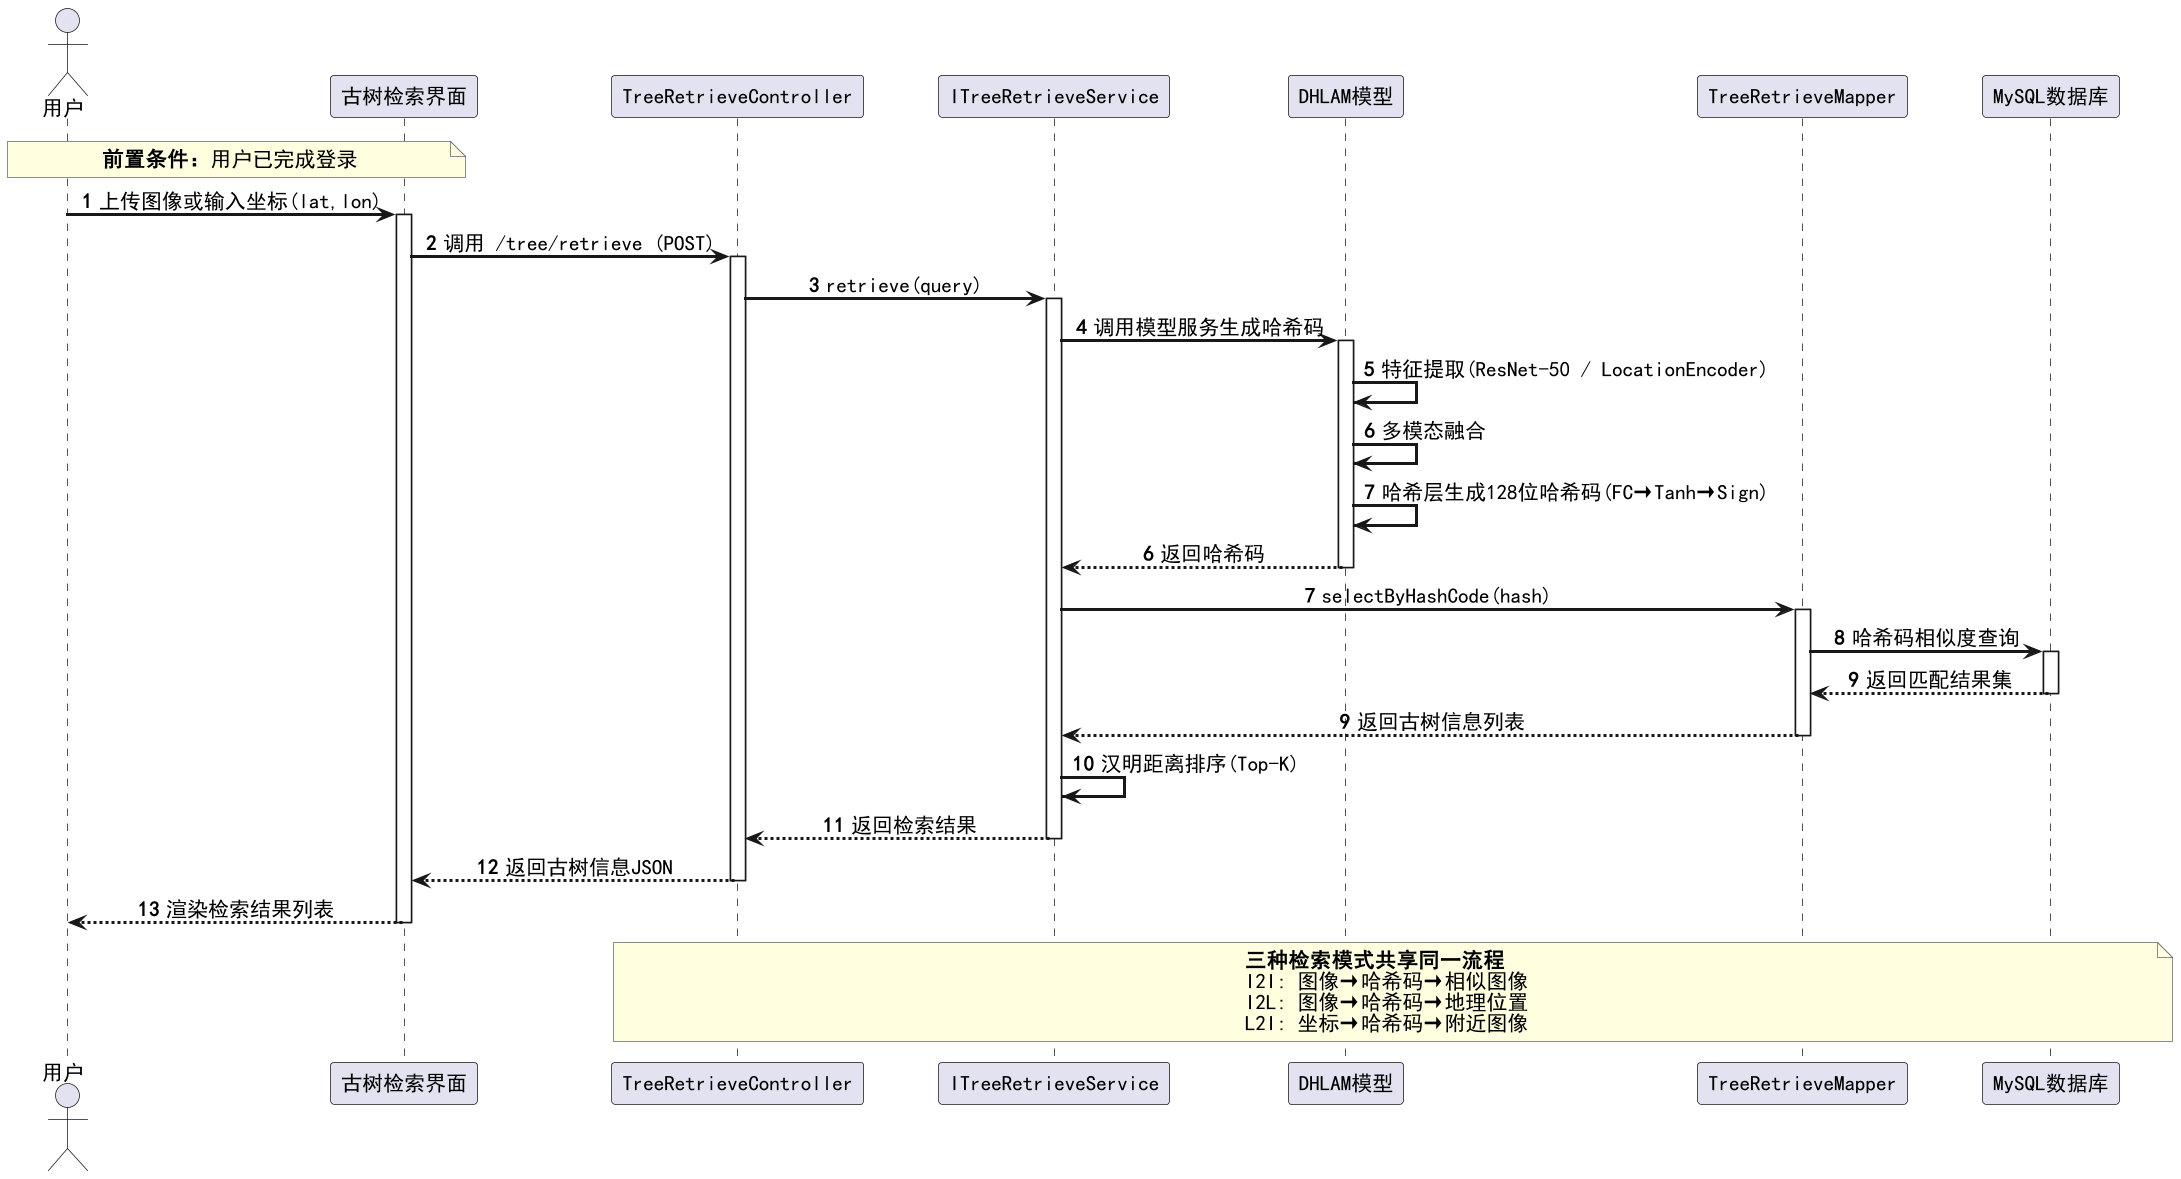 用户
古树检索界面
TreeRetrieveController
ITreeRetrieveService
DHLAM模型
TreeRetrieveMapper
MySQL数据库
前置条件：用户已完成登录
1 上传图像或输入坐标(lat,lon)
2 调用 /tree/retrieve (POST)
3 retrieve(query)
4 调用模型服务生成哈希码
5 特征提取(ResNet-50 / LocationEncoder)
6 多模态融合
7 哈希层生成128位哈希码(FC→Tanh→Sign)
6 返回哈希码
7 selectByHashCode(hash)
8 哈希码相似度查询
9 返回匹配结果集
9 返回古树信息列表
10 汉明距离排序(Top-K)
11 返回检索结果
12 返回古树信息JSON
13 渲染检索结果列表
三种检索模式共享同一流程
I2I: 图像→哈希码→相似图像
I2L: 图像→哈希码→地理位置
L2I: 坐标→哈希码→附近图像
用户
古树检索界面
TreeRetrieveController
ITreeRetrieveService
DHLAM模型
TreeRetrieveMapper
MySQL数据库